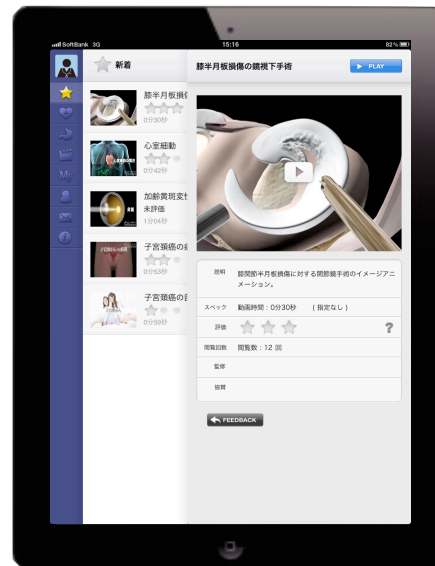 SoftBank 3G
15:16
82%
新着
膝半月板損傷の鏡視下手術
PLAY
膝半月板損傷
0分30秒
心室細動
0分42秒
加齢黄斑変性
未評価
1分04秒
子宮頚癌の
0分53秒
子宮頚癌の
0分59秒
My
説明
膝関節半月板損傷に対する関節鏡手術のイメージアニ
メーション。
スペック
動画時間:0分30秒
( 指定なし )
評価
?
閲覧回数
閲覧数:12 回
監修
協賛
FEEDBACK